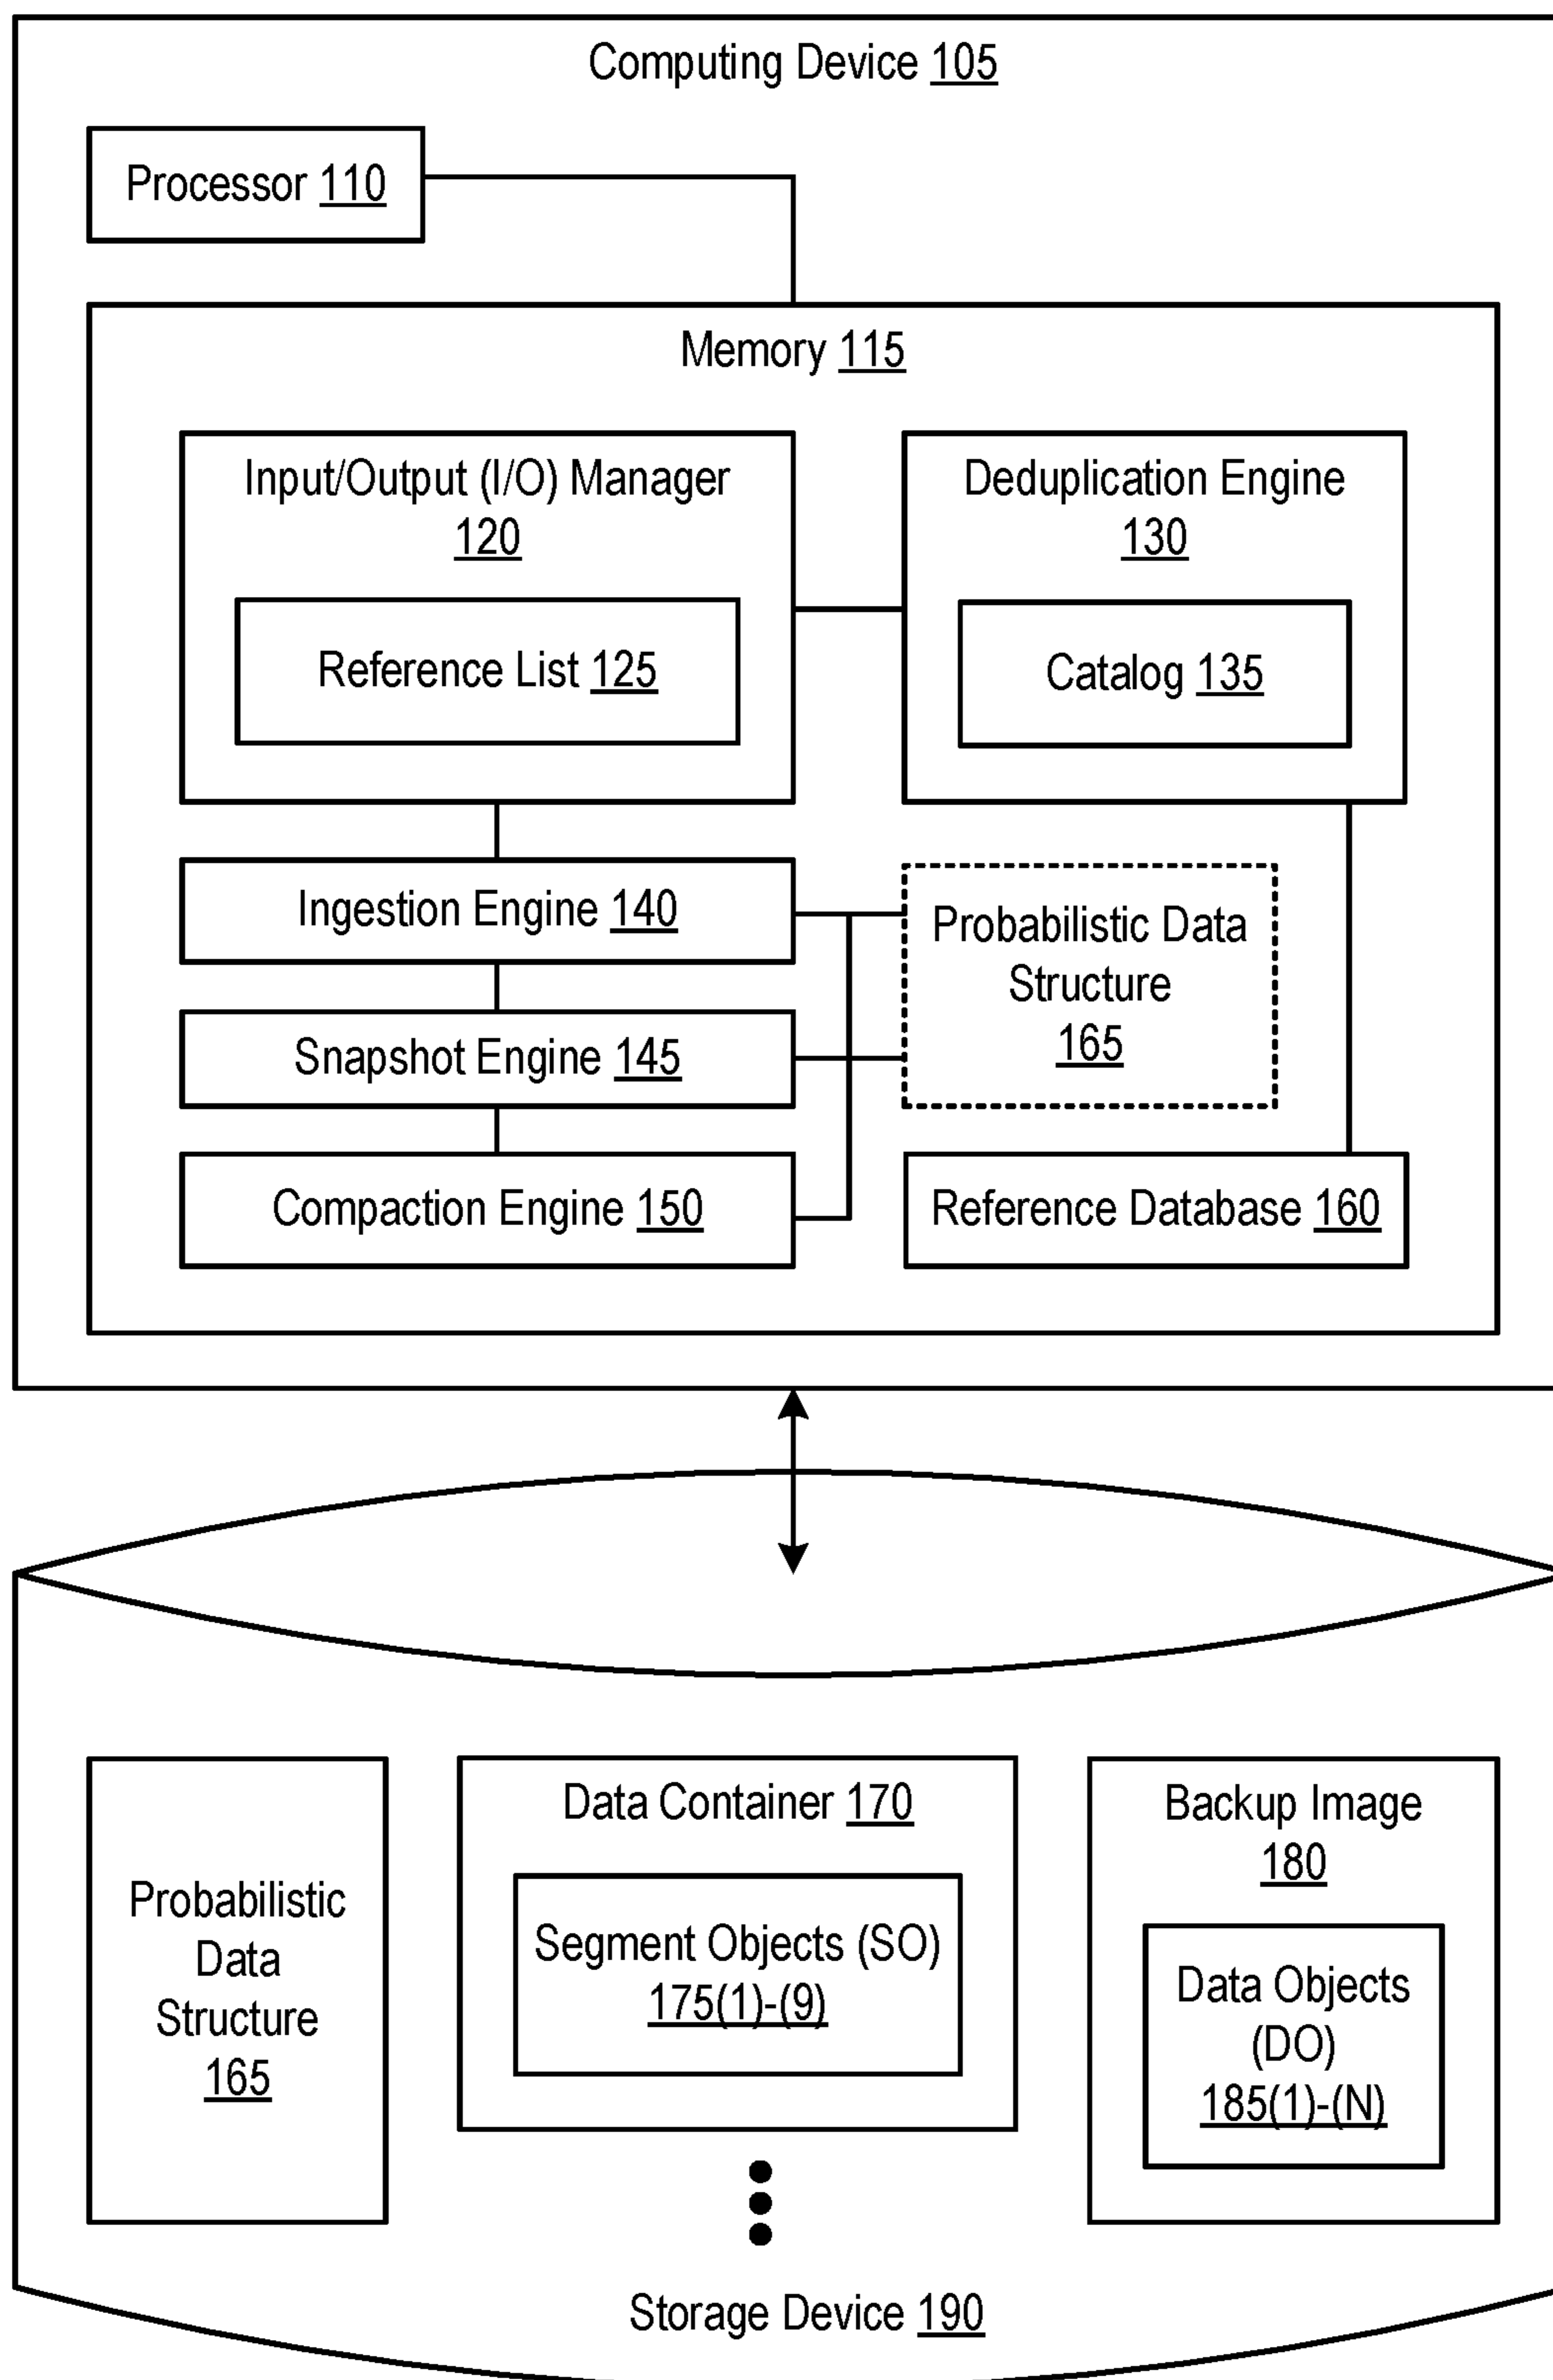 Computing Device 105
Processor 110
Memory 115
Input/Output (I/O) Manager
120
Reference List 125
Deduplication Engine
130
Catalog 135
Ingestion Engine 140
Snapshot Engine 145
Compaction Engine 150
Probabilistic Data
Structure
165
Reference Database 160
Probabilistic
Data
Structure
165
Data Container 170
Segment Objects (SO)
175(1)-(9)
Backup Image
180
Data Objects
(DO)
185(1)-(N)
Storage Device 190